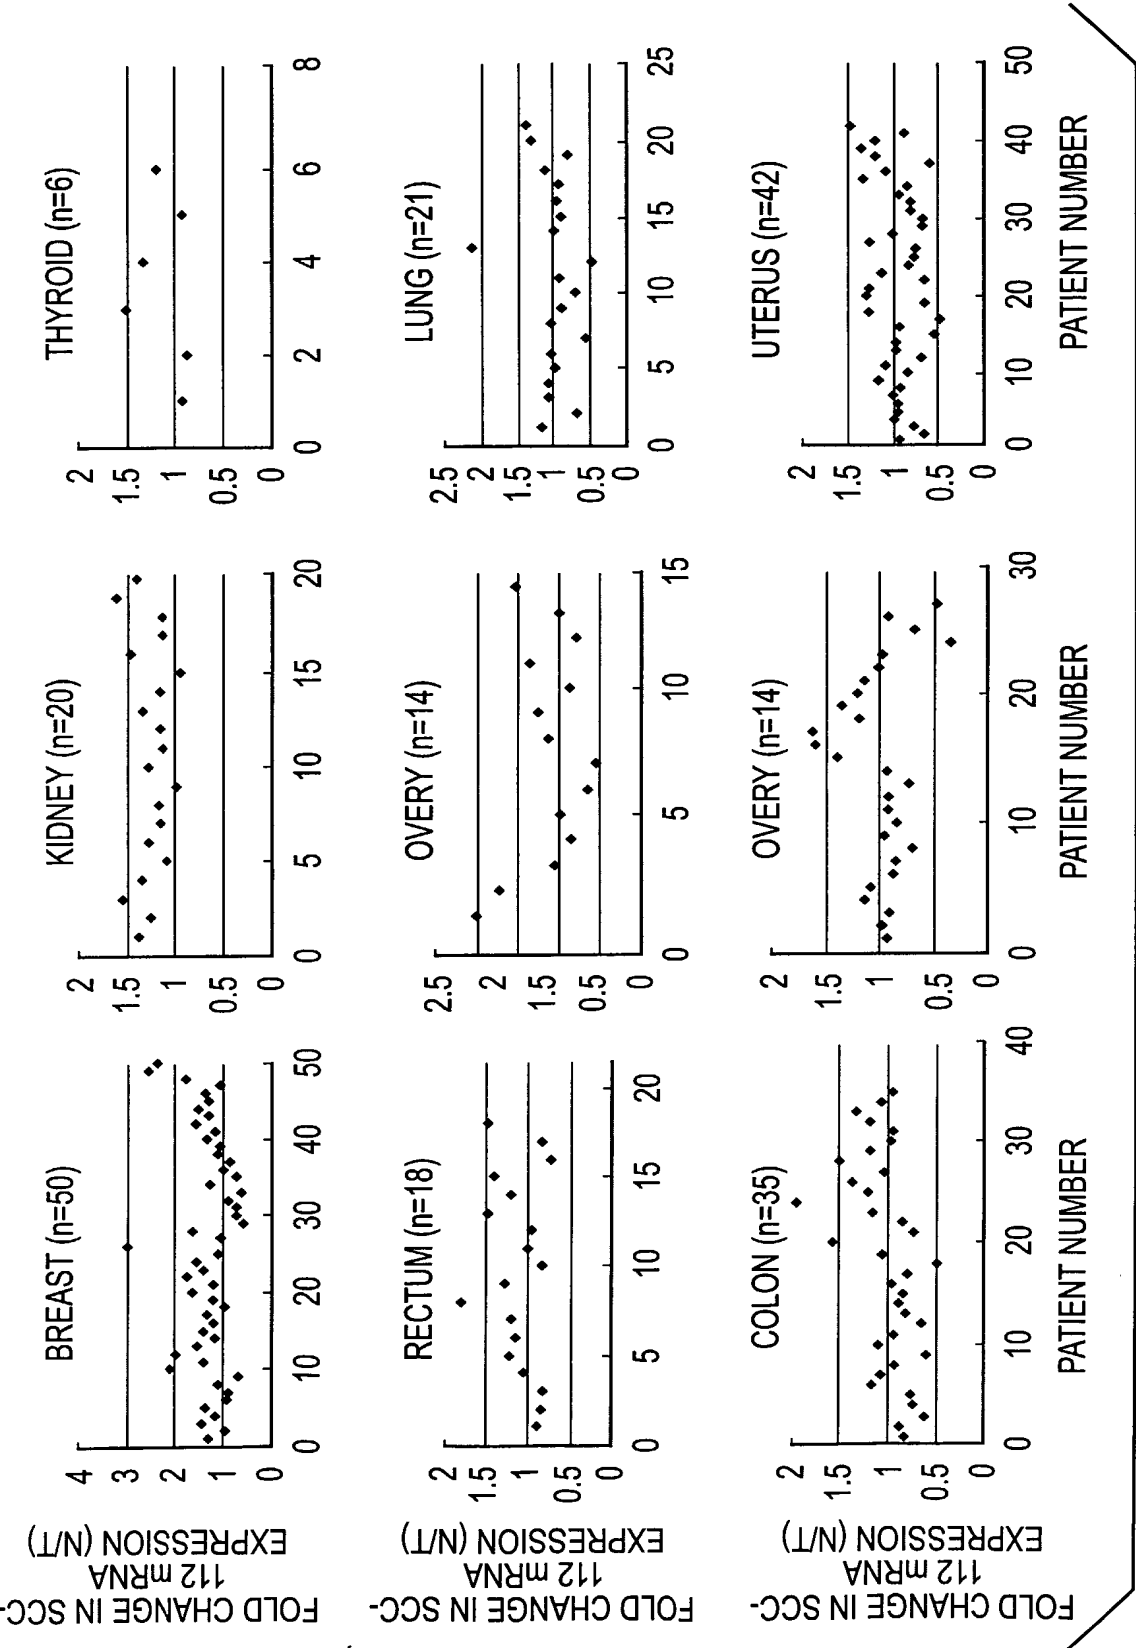 FOLD CHANGE IN SCC-
112 mRNA
EXPRESSION (N/T)
BREAST (n=50)
4
3
2
1
0
0 10 20 30 40 50
KIDNEY (n=20)
2
1.5
1
0.5
0
0 5 10 15 20
THYROID (n=6)
2
1.5
1
0.5
0
0 2 4 6 8
FOLD CHANGE IN SCC-
112 mRNA
EXPRESSION (N/T)
RECTUM (n=18)
2
1.5
1
0.5
0
0 5 10 15 20
OVERY (n=14)
2.5
2
1.5
1
0.5
0
0 5 10 15
LUNG (n=21)
2.5
2
1.5
1
0.5
0
0 5 10 15 20 25
FOLD CHANGE IN SCC-
112 mRNA
EXPRESSION (N/T)
COLON (n=35)
2
1.5
1
0.5
0
0 10 20 30 40
PATIENT NUMBER
OVERY (n=14)
2
1.5
1
0.5
0
0 10 20 30
PATIENT NUMBER
UTERUS (n=42)
2
1.5
1
0.5
0
0 10 20 30 40 50
PATIENT NUMBER